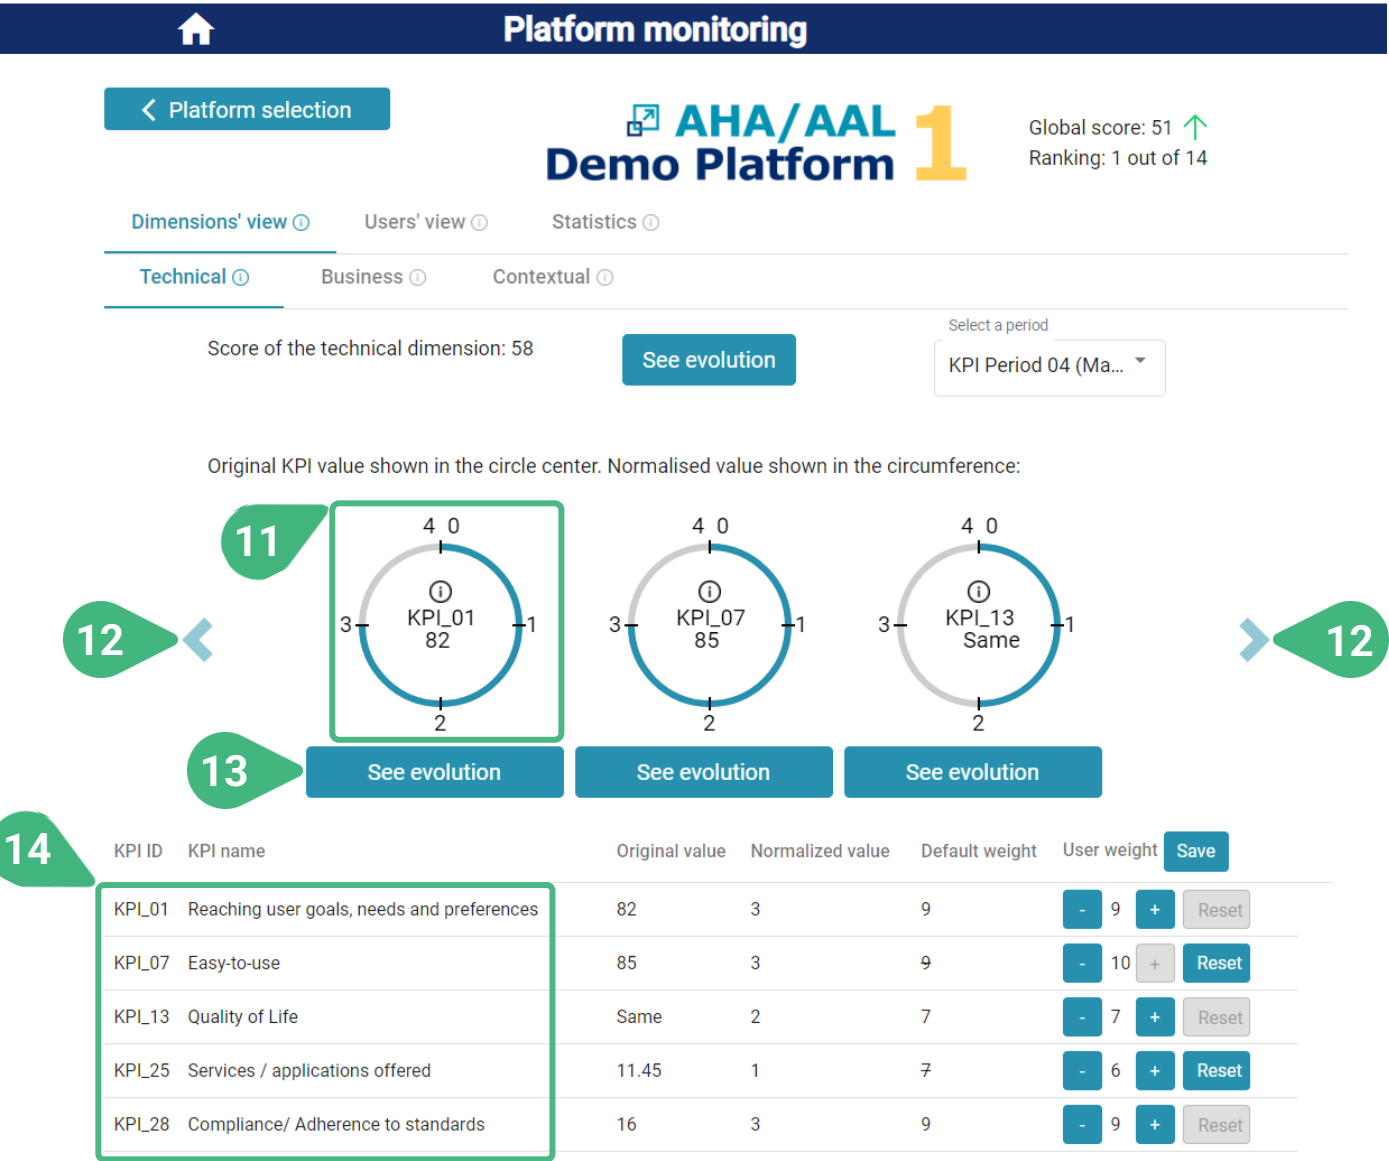 Platform monitoring
Platform selection
AHA/AAL
Demo Platform
1
Global score: 51
Ranking: 1 out of 14
Dimensions' view Users' view Statistics
Technical Business Contextual
Select a period
Score of the technical dimension: 58
See evolution
KPI Period 04 (Ma...
Original KPI value shown in the circle center. Normalised value shown in the circumference:
11
4 0 4 0 4 0
KPI_01 KPI_07 KPI_13
3 1 3 1 3 1
82 85 Same
12 12
2 2 2
13
See evolution See evolution See evolution
14
KPI ID KPI name Original value Normalized value Default weight User weight Save
KPI_01 Reaching user goals, needs and preferences 82 3 9 - 9 + Reset
KPI_07 Easy-to-use 85 3 9 - 10 + Reset
KPI_13 Quality of Life Same 2 7 - 7 + Reset
KPI_25 Services / applications offered 11.45 1 7 - 6 + Reset
KPI_28 Compliance/ Adherence to standards 16 3 9 - 9 + Reset